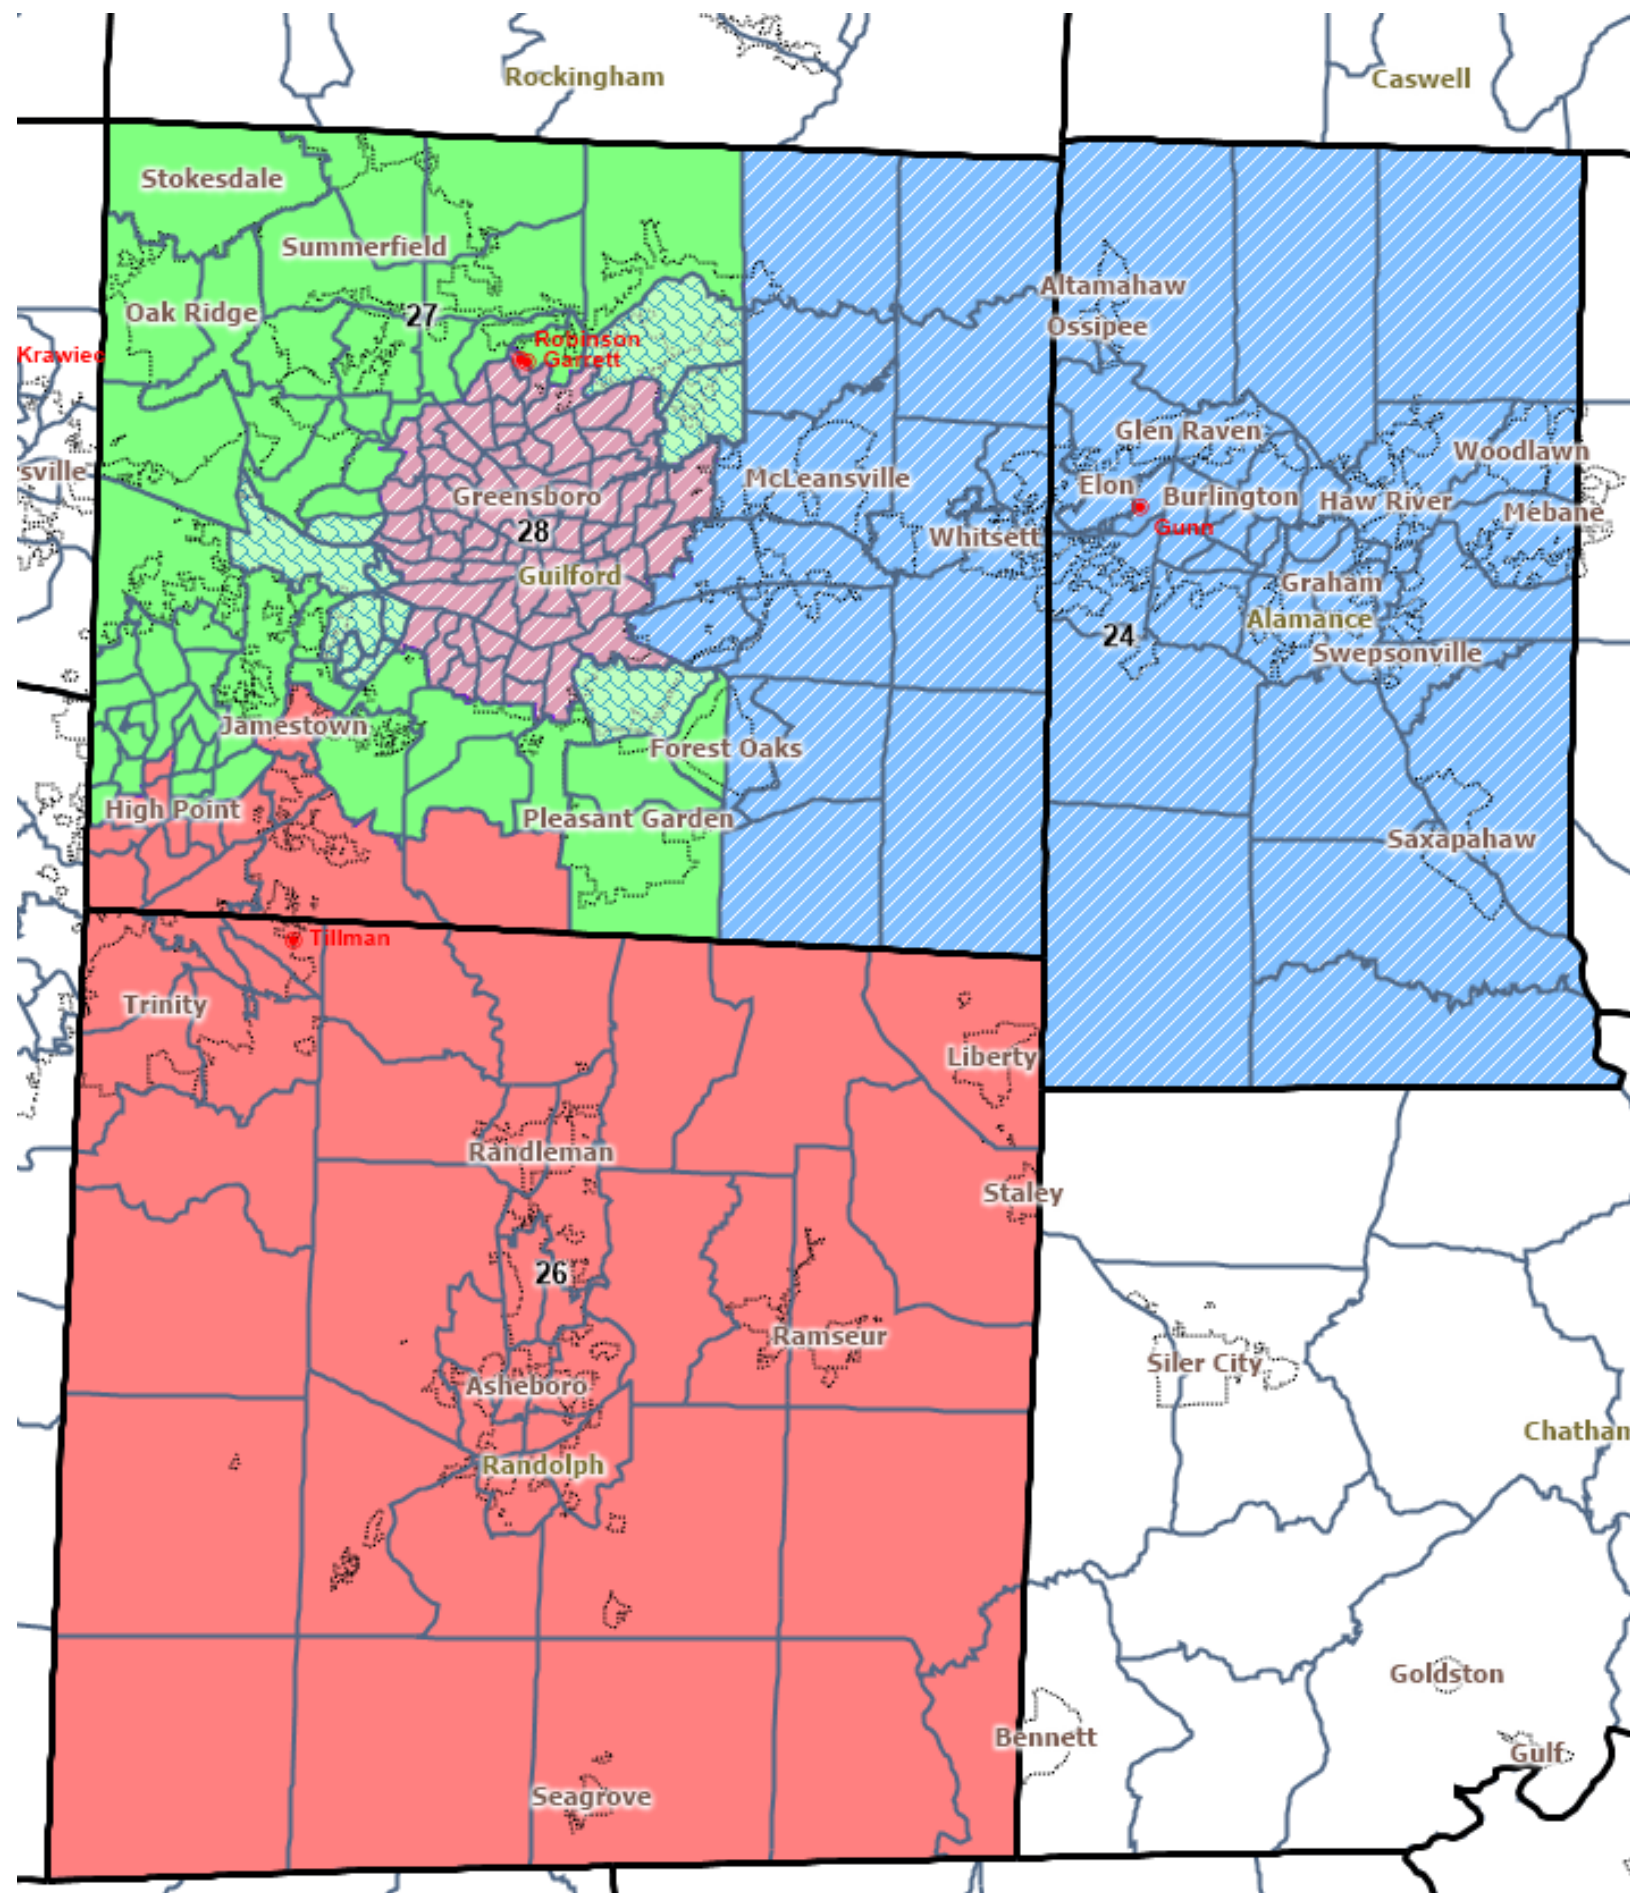 Rockingham
Caswell
Stokesdale
Summerfield
Oak Ridge
27
Altamahaw
Ossipee
Robinson
Garrett
Krawiec
sville
Greensboro
28
Guilford
McLeansville
Whitsett
Glen Raven
Elon
Burlington
Gunn
Haw River
Woodlawn
Mebane
Graham
Alamance
24
Swepsonville
Jamestown
High Point
Forest Oaks
Pleasant Garden
Saxapahaw
Tillman
Trinity
Liberty
Randleman
Staley
26
Ramseur
Asheboro
Randolph
Siler City
Chathan
Goldston
Bennett
Gulf
Seagrove